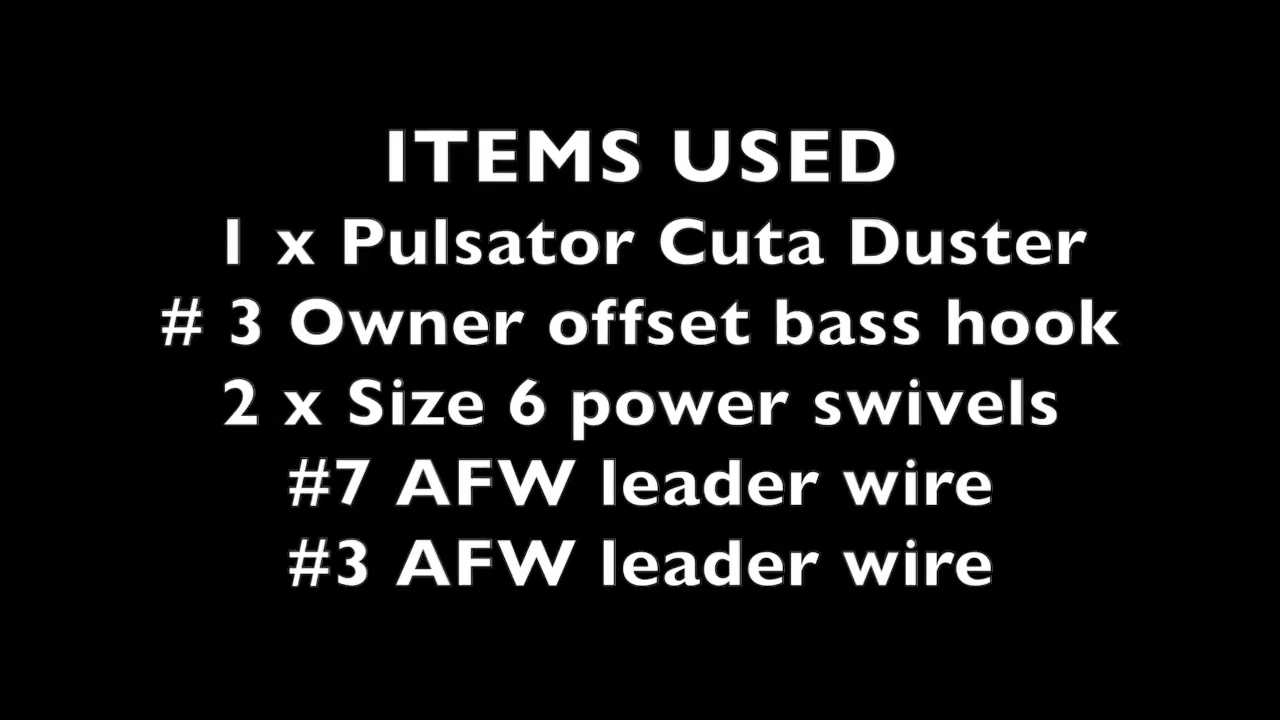 ITEMS USED
1 x Pulsator Cuta Duster
# 3 Owner offset bass hook
2 x Size 6 power swivels
#7 AFW leader wire
#3 AFW leader wire